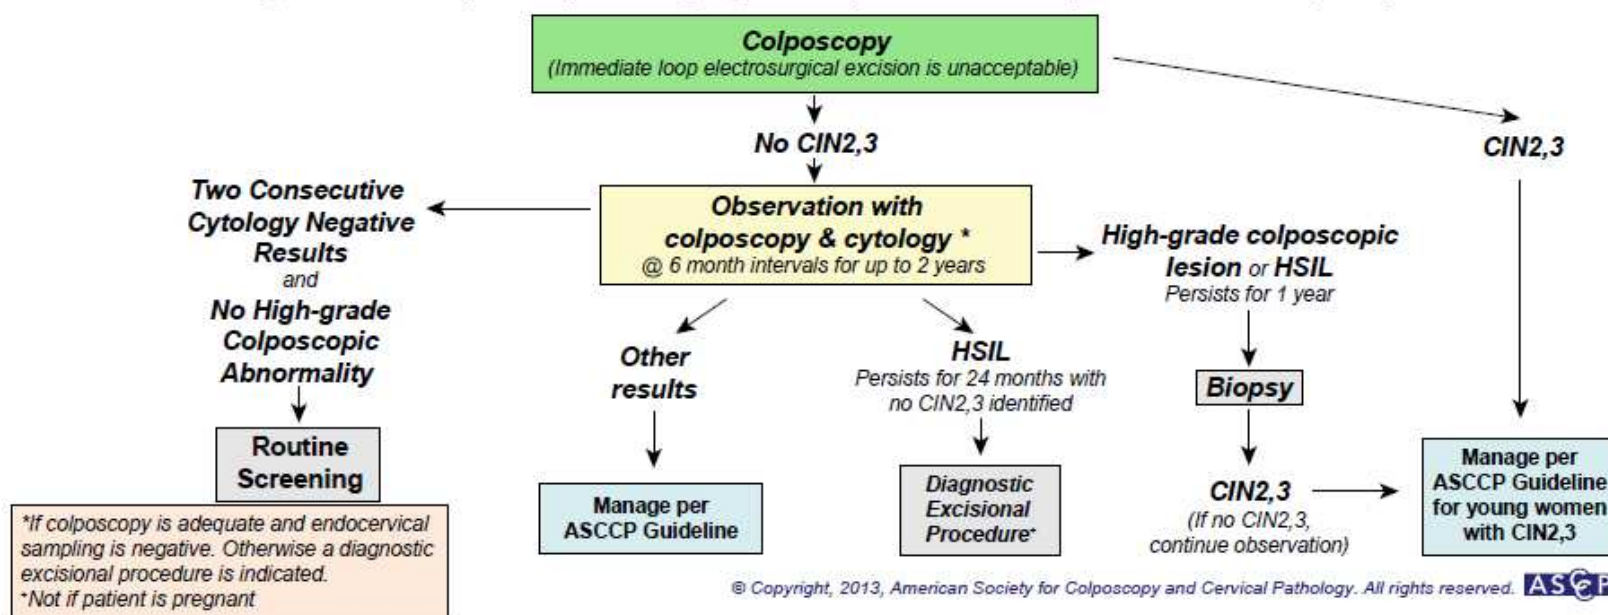 Colposcopy
(Immediate loop electrosurgical excision is unacceptable)
No CIN2,3
CIN2,3
Two Consecutive
Cytology Negative
Results
and
No High-grade
Colposcopic
Abnormality
Observation with
colposcopy & cytology *
@ 6 month intervals for up to 2 years
High-grade colposcopic
lesion or HSIL
Persists for 1 year
Other
results
HSIL
Persists for 24 months with
no CIN2,3 identified
Biopsy
Routine
Screening
Manage per
ASCCP Guideline
Diagnostic
Excisional
Procedure+
CIN2,3
(If no CIN2,3,
continue observation)
Manage per
ASCCP Guideline
for young women
with CIN2,3
*If colposcopy is adequate and endocervical
sampling is negative. Otherwise a diagnostic
excisional procedure is indicated.
+Not if patient is pregnant
© Copyright, 2013, American Society for Colposcopy and Cervical Pathology. All rights reserved.
ASCCP